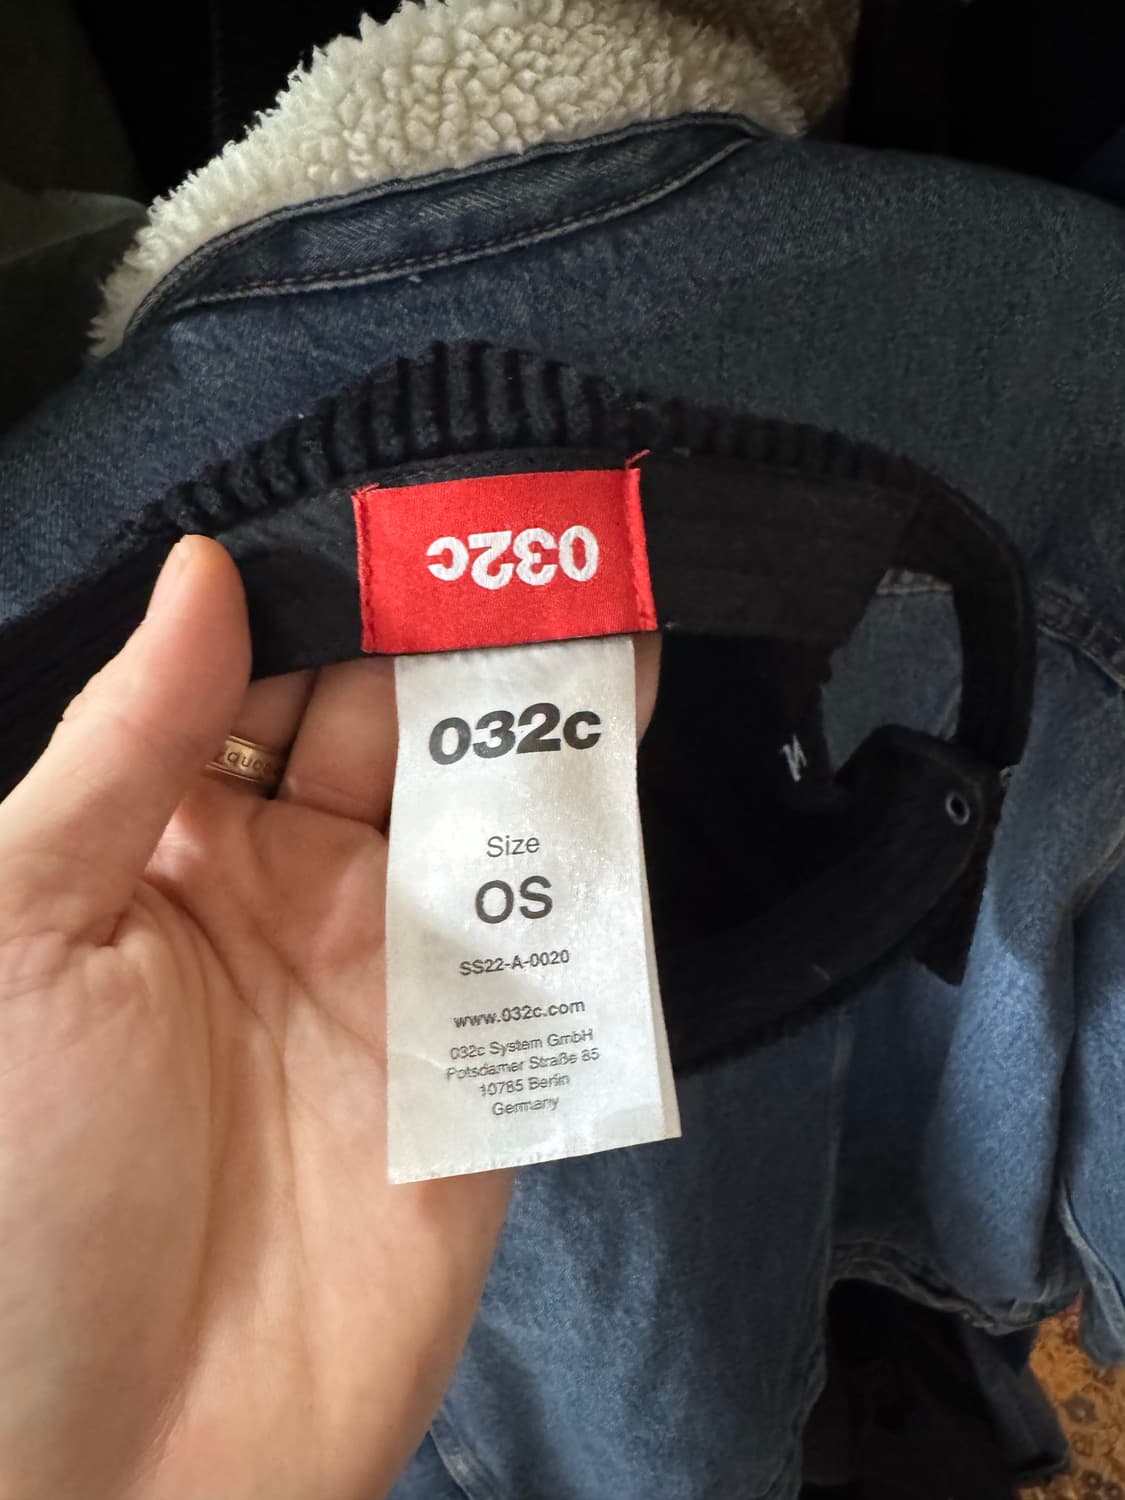 032c
032c
Size
OS
SS22-A-0020
www.032c.com
032c System GmbH
Potsdamer Straße 85
10785 Berlin
Germany